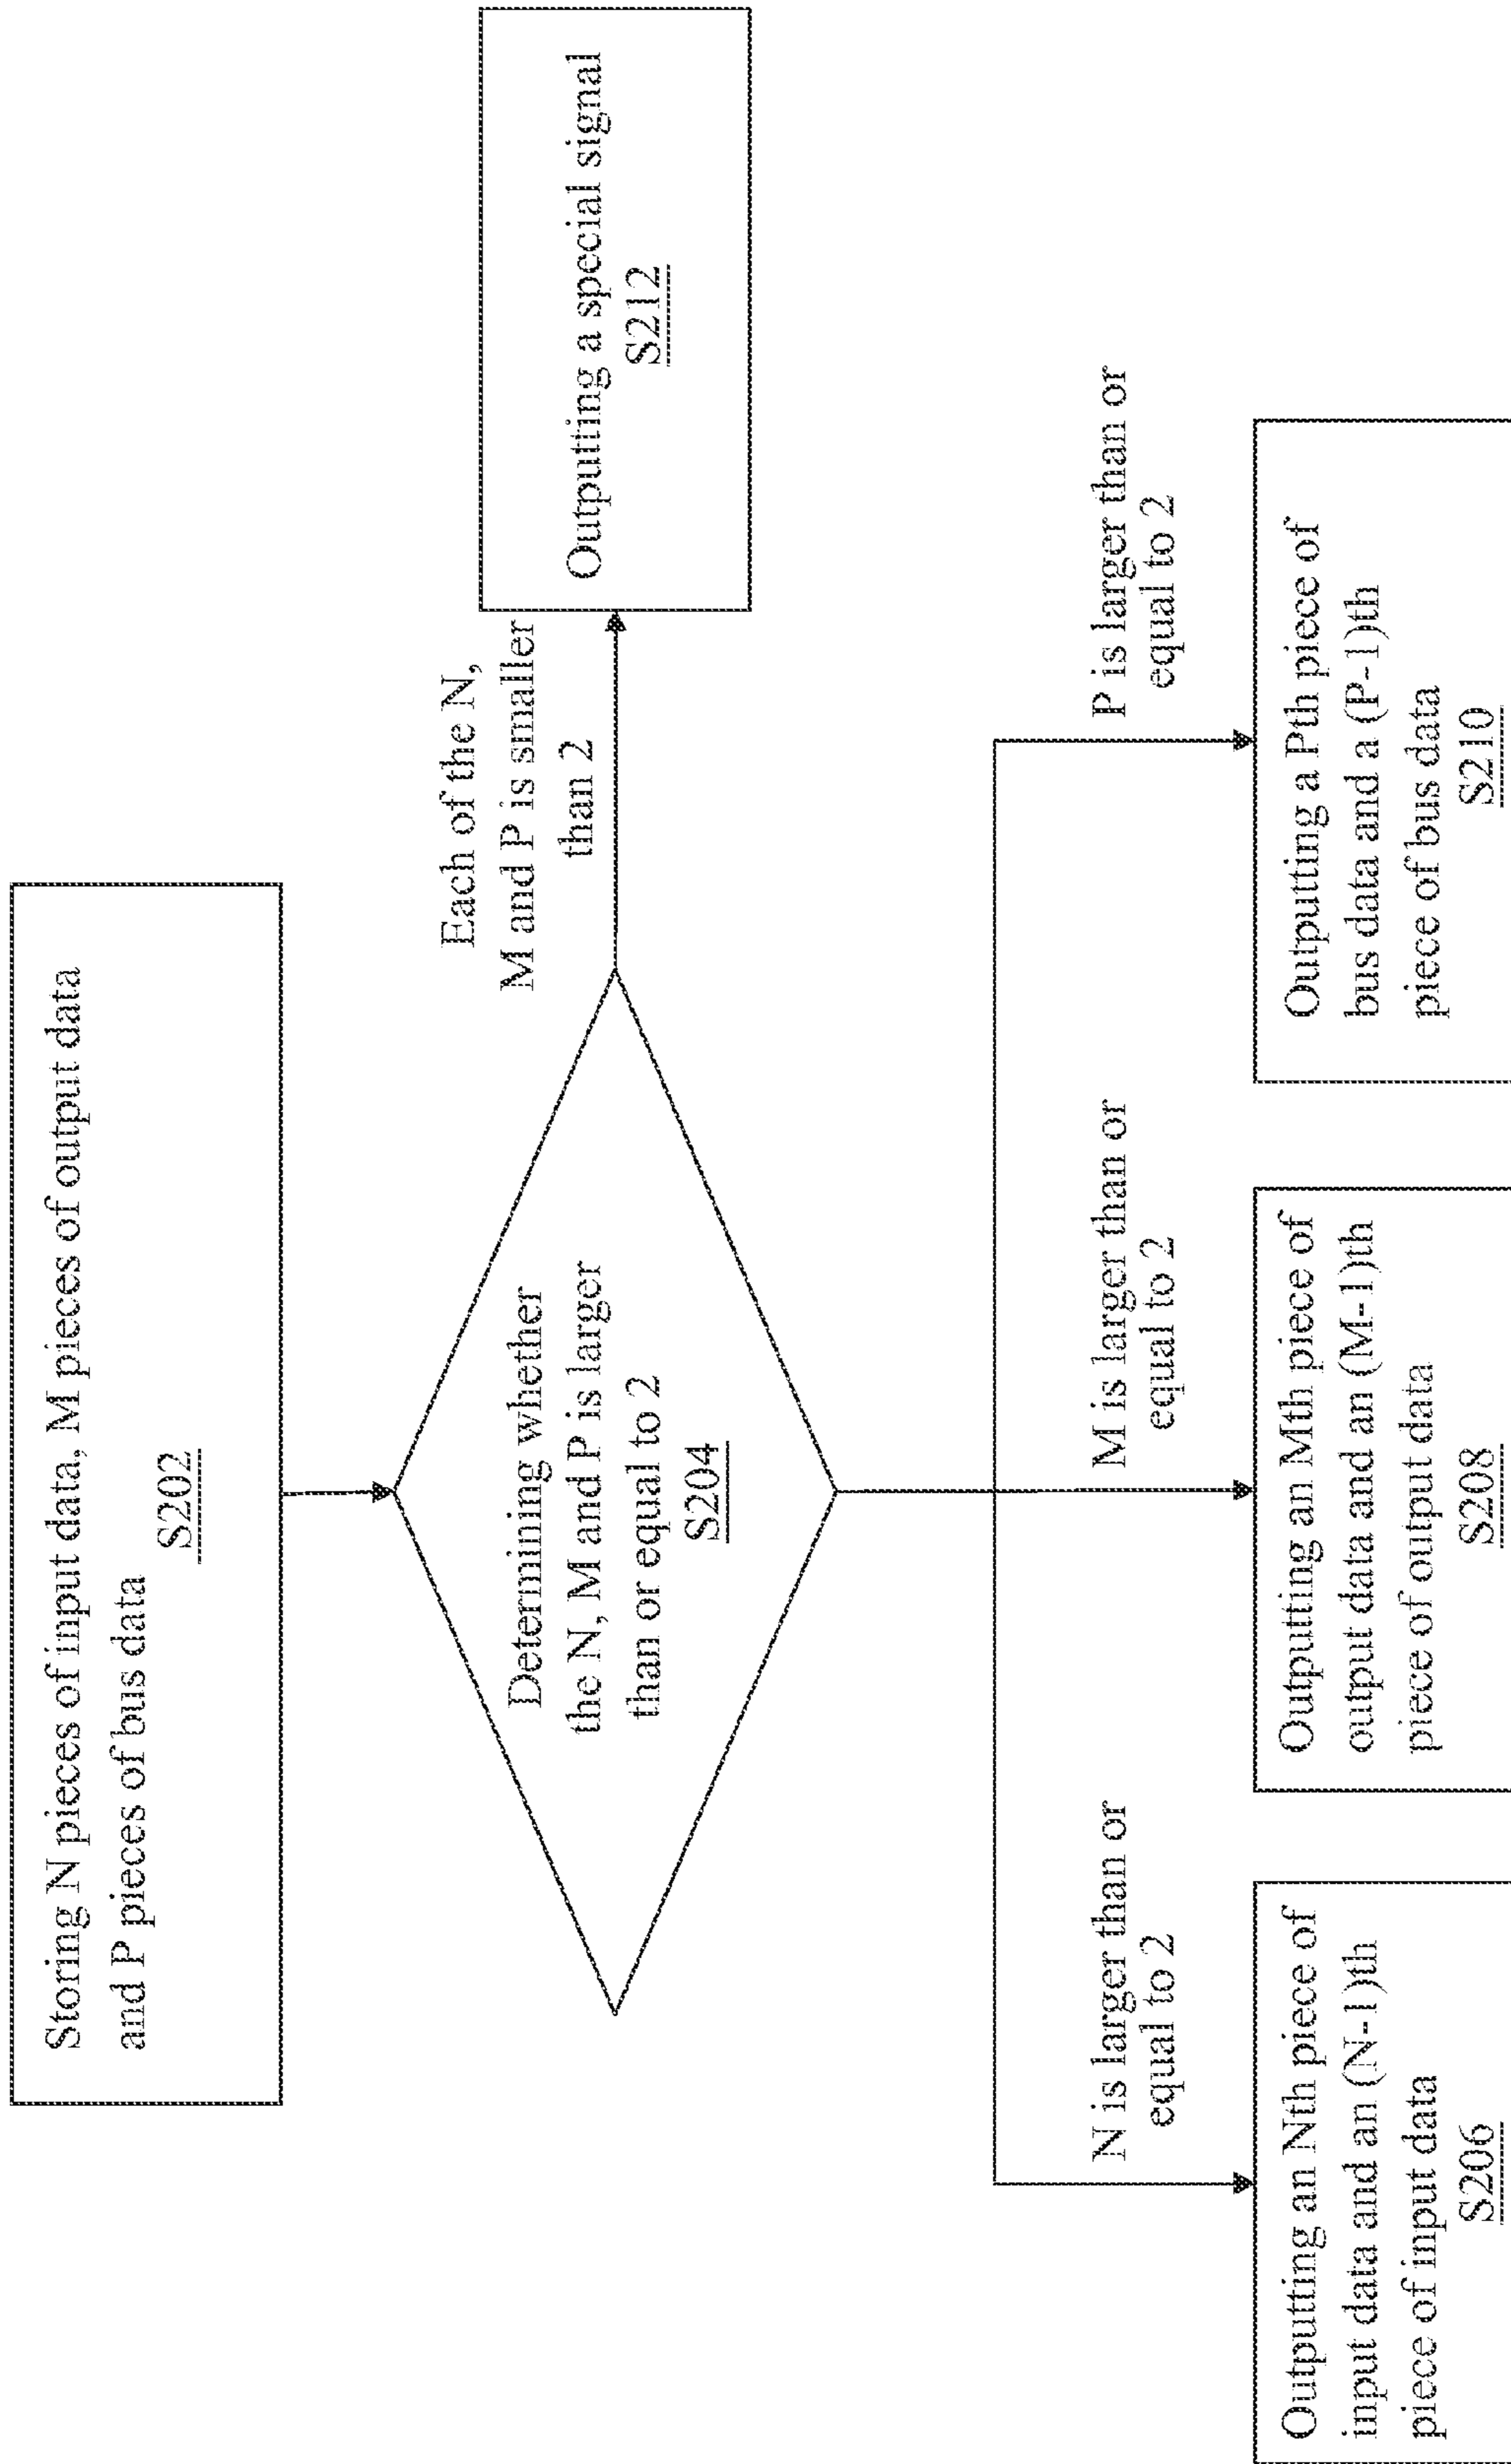 Storing N pieces of input data, M pieces of output data
and P pieces of bus data
S202
Determining whether
the N, M and P is larger
than or equal to 2
S204
Each of the N,
M and P is smaller
than 2
Outputting a special signal
S212
N is larger than or
equal to 2
M is larger than or
equal to 2
P is larger than or
equal to 2
Outputting an Nth piece of
input data and an (N-1)th
piece of input data
S206
Outputting an Mth piece of
output data and an (M-1)th
piece of output data
S208
Outputting a Pth piece of
bus data and a (P-1)th
piece of bus data
S210